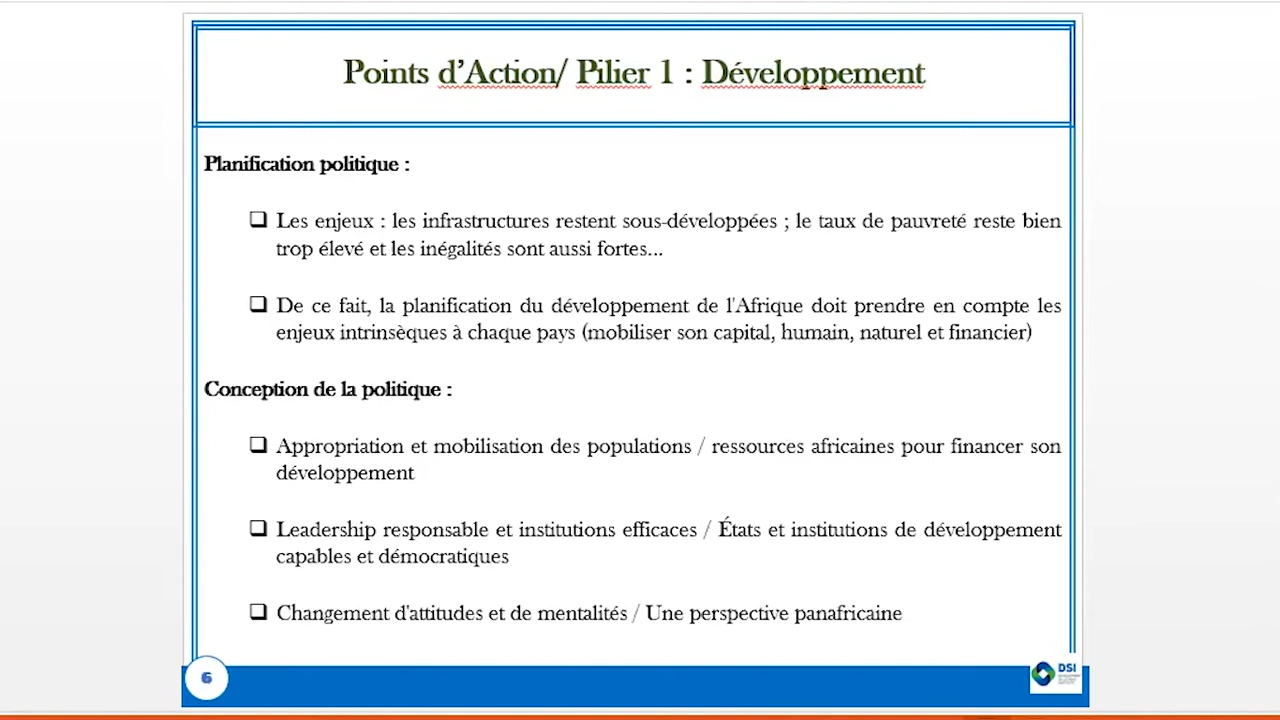 Points d’Action/ Pilier 1 : Développement
Planification politique :
❑ Les enjeux : les infrastructures restent sous-développées ; le taux de pauvreté reste bien
trop élevé et les inégalités sont aussi fortes...
❑ De ce fait, la planification du développement de l'Afrique doit prendre en compte les
enjeux intrinsèques à chaque pays (mobiliser son capital, humain, naturel et financier)
Conception de la politique :
❑ Appropriation et mobilisation des populations / ressources africaines pour financer son
développement
❑ Leadership responsable et institutions efficaces / États et institutions de développement
capables et démocratiques
❑ Changement d'attitudes et de mentalités / Une perspective panafricaine
6
DSI